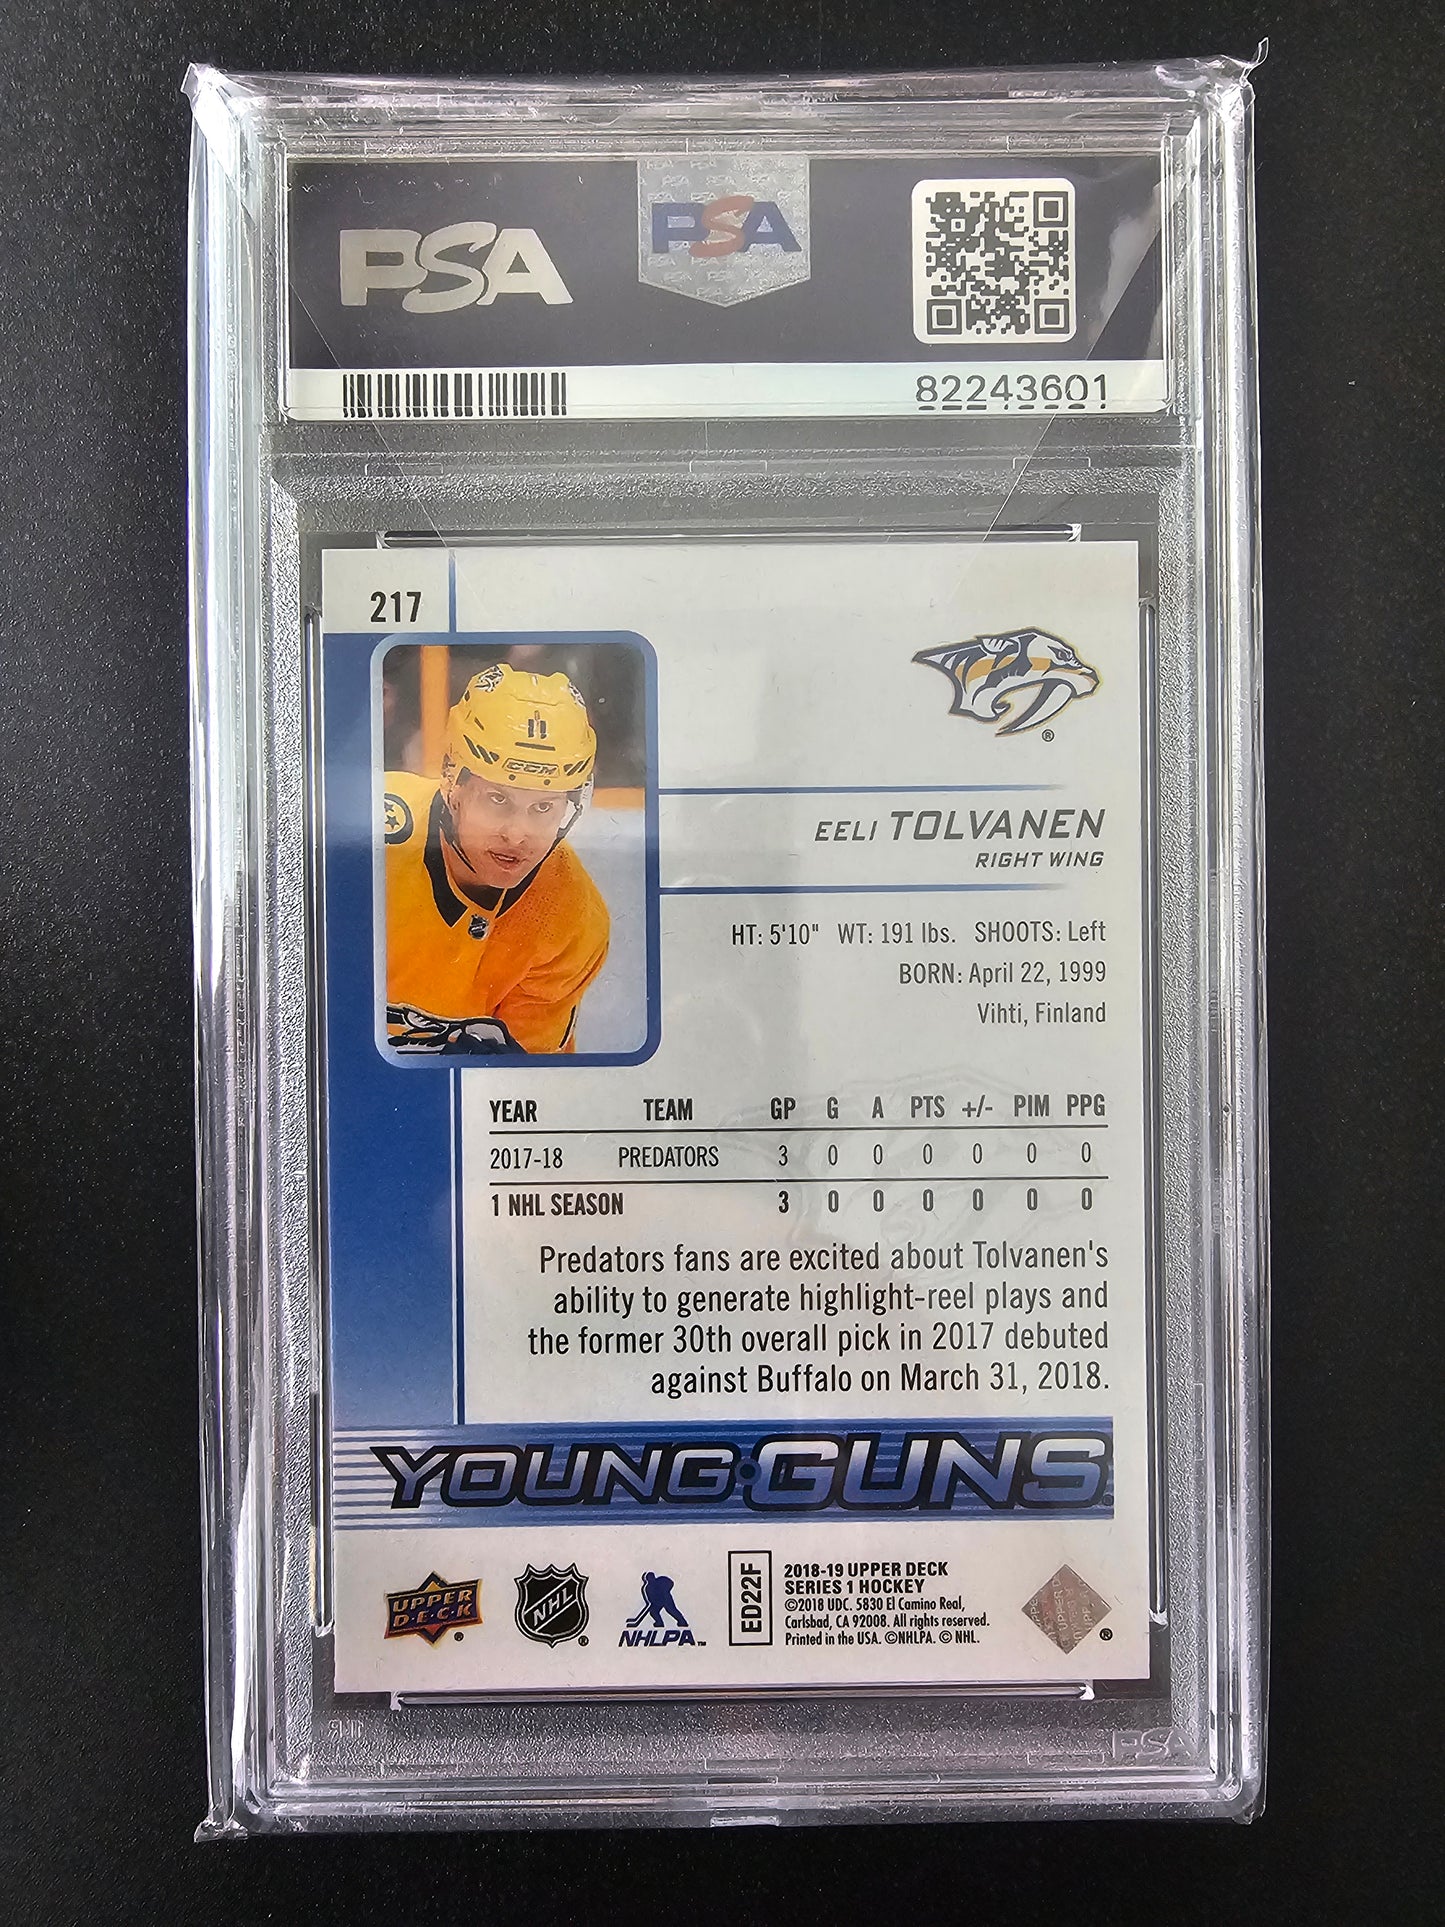 PSA
PSA
82243601
217
11
CCM
EELI TOLVANEN
RIGHT WING
HT: 5'10" WT: 191 lbs. SHOOTS: Left
BORN: April 22, 1999
Vihti, Finland
YEAR TEAM GP G A PTS +/- PIM PPG
2017-18 PREDATORS 3 0 0 0 0 0 0
1 NHL SEASON 3 0 0 0 0 0 0
Predators fans are excited about Tolvanen's
ability to generate highlight-reel plays and
the former 30th overall pick in 2017 debuted
against Buffalo on March 31, 2018.
YOUNG GUNS
UPPER
DECK
NHL
NHLPA
ED22F
2018-19 UPPER DECK
SERIES 1 HOCKEY
©2018 UDC. 5830 El Camino Real,
Carlsbad, CA 92008. All rights reserved.
Printed in the USA. ©NHLPA. © NHL.
PSA